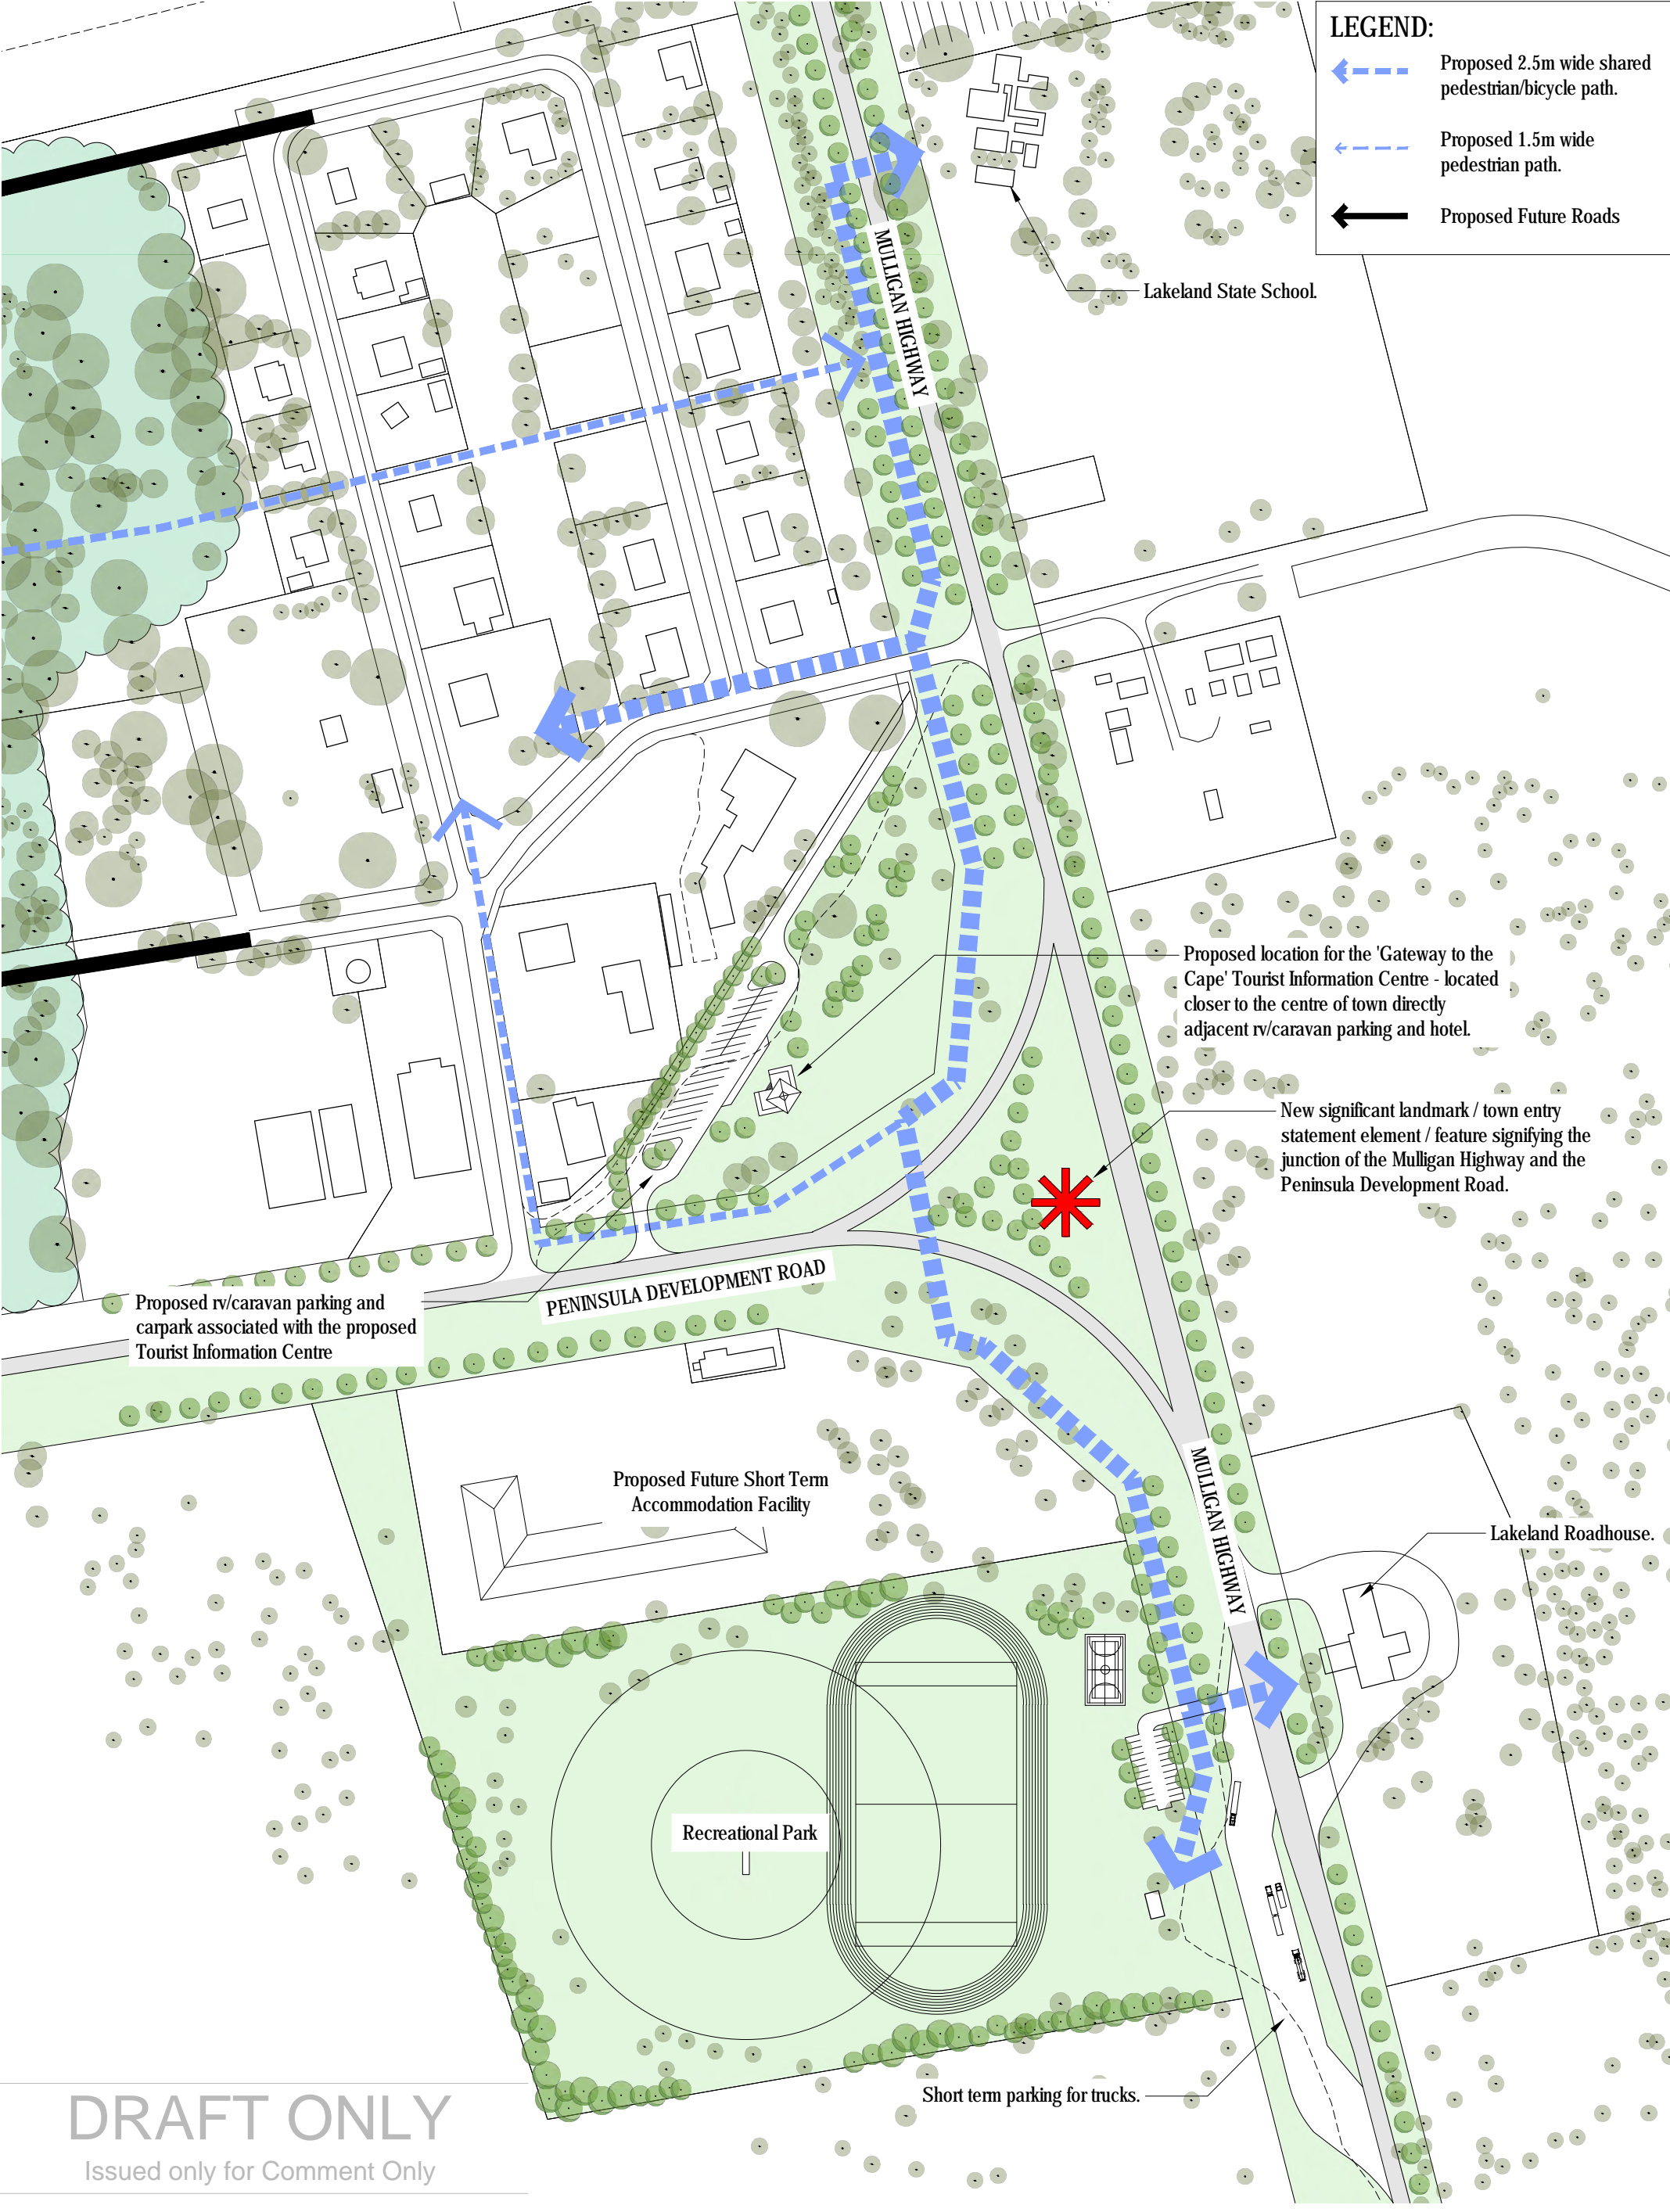 LEGEND:
Proposed 2.5m wide shared
pedestrian/bicycle path.
Proposed 1.5m wide
pedestrian path.
Proposed Future Roads
MULLIGAN HIGHWAY
Lakeland State School.
Proposed location for the 'Gateway to the
Cape' Tourist Information Centre - located
closer to the centre of town directly
adjacent rv/caravan parking and hotel.
New significant landmark / town entry
statement element / feature signifying the
junction of the Mulligan Highway and the
Peninsula Development Road.
PENINSULA DEVELOPMENT ROAD
Proposed rv/caravan parking and
carpark associated with the proposed
Tourist Information Centre
Proposed Future Short Term
Accommodation Facility
MULLIGAN HIGHWAY
Lakeland Roadhouse.
Recreational Park
Short term parking for trucks.
DRAFT ONLY
Issued only for Comment Only